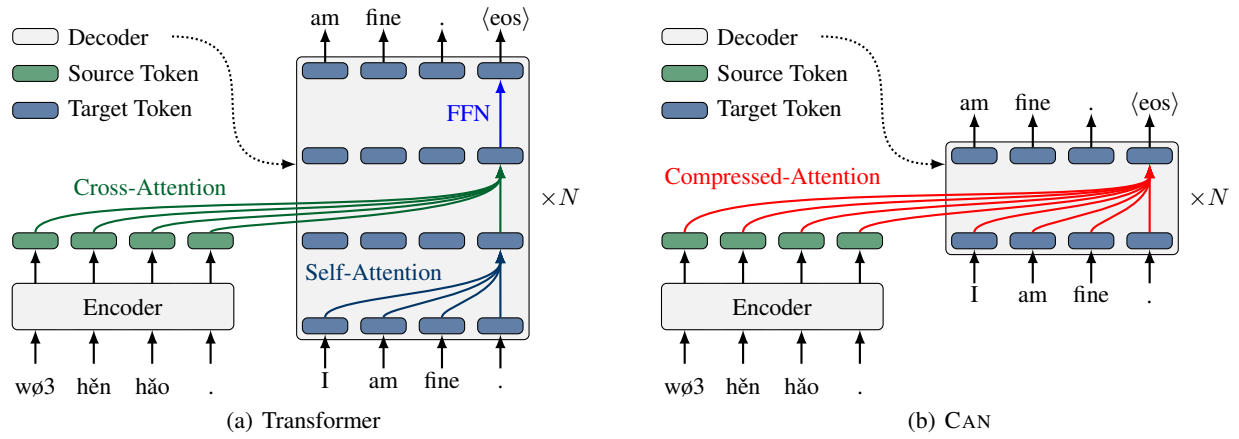 Decoder
Source Token
Target Token
am fine . ⟨eos⟩
FFN
Cross-Attention
×N
Self-Attention
Encoder
wø3 hěn hǎo .
I am fine .
(a) Transformer
Decoder
Source Token
Target Token
am fine . ⟨eos⟩
Compressed-Attention
×N
I am fine .
Encoder
wø3 hěn hǎo .
(b) CAN